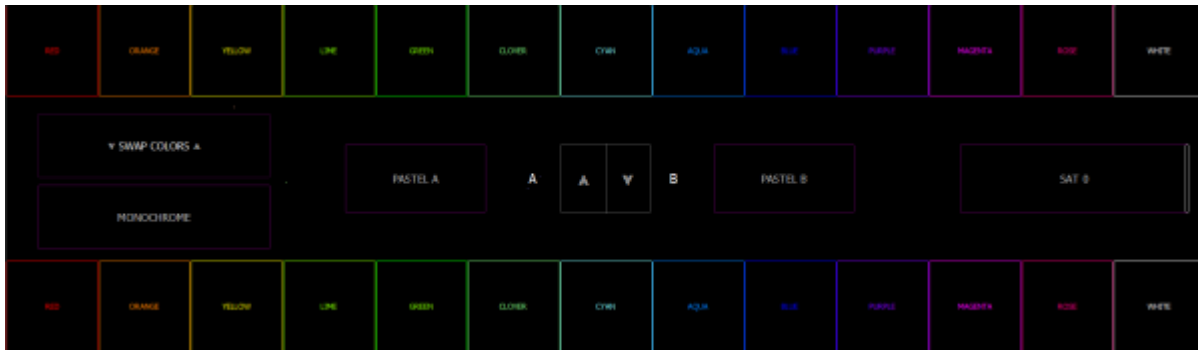 RED ORANGE YELLOW LIME GREEN CLOVER CYAN AQUA BLUE PURPLE MAGENTA ROSE WHITE
▼ SWAP COLORS ▲
PASTEL A A ▲ ▼ B PASTEL B SAT 0
MONOCHROME
RED ORANGE YELLOW LIME GREEN CLOVER CYAN AQUA BLUE PURPLE MAGENTA ROSE WHITE